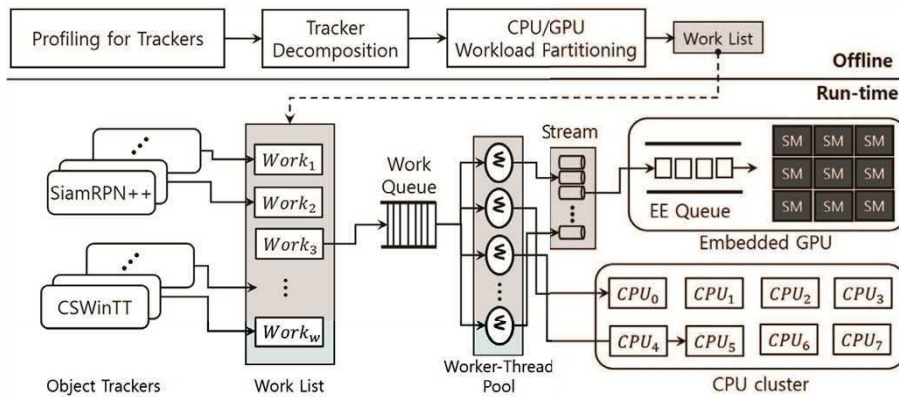 Profiling for Trackers
Tracker
Decomposition
CPU/GPU
Workload Partitioning
Work List
Offline
Run-time
SiamRPN++
CSWinTT
Object Trackers
Work1
Work2
Work3
Workw
Work List
Work
Queue
W
W
W
W
Worker-Thread
Pool
Stream
EE Queue
SM SM SM
SM SM SM
SM SM SM
Embedded GPU
CPU0 CPU1 CPU2 CPU3
CPU4 CPU5 CPU6 CPU7
CPU cluster